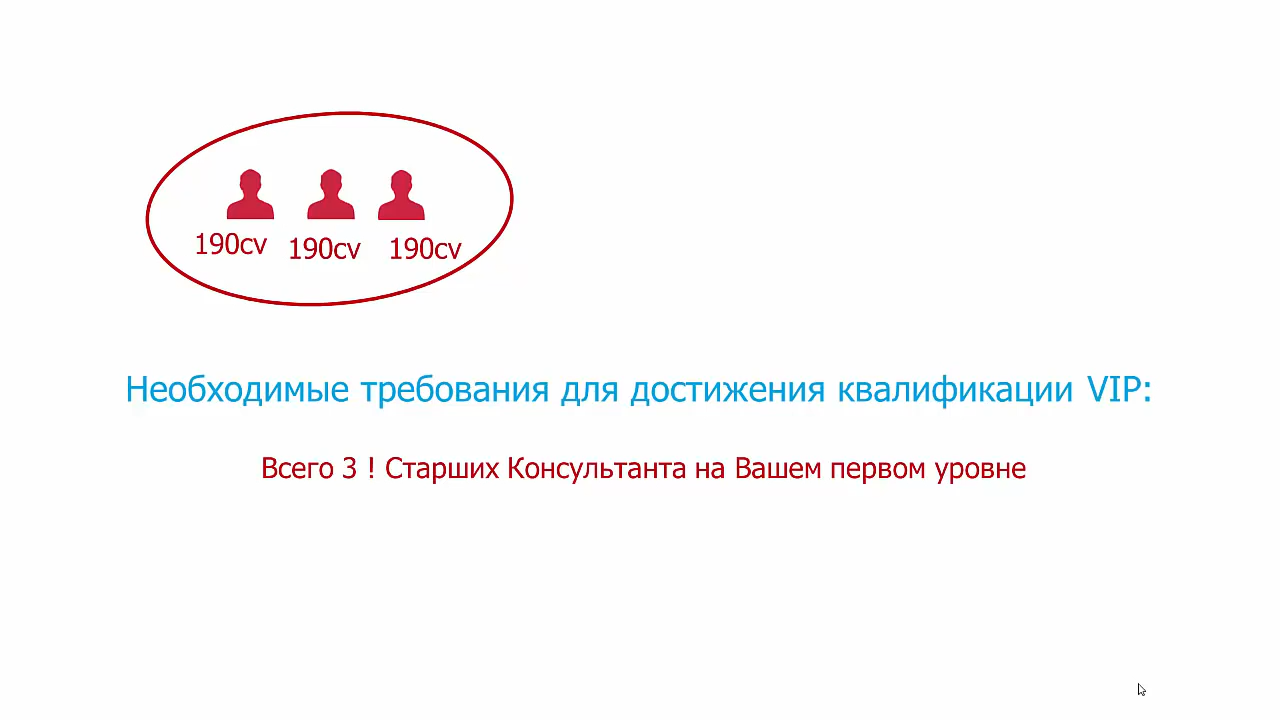 190cv 190cv 190cv
Необходимые требования для достижения квалификации VIP:
Всего 3 ! Старших Консультанта на Вашем первом уровне